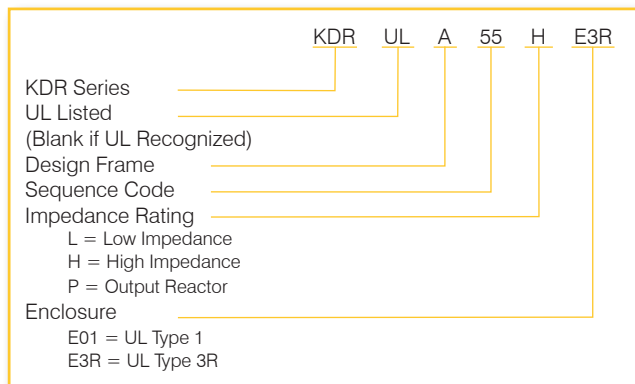 KDR UL A 55 H E3R
KDR Series
UL Listed
(Blank if UL Recognized)
Design Frame
Sequence Code
Impedance Rating
L = Low Impedance
H = High Impedance
P = Output Reactor
Enclosure
E01 = UL Type 1
E3R = UL Type 3R